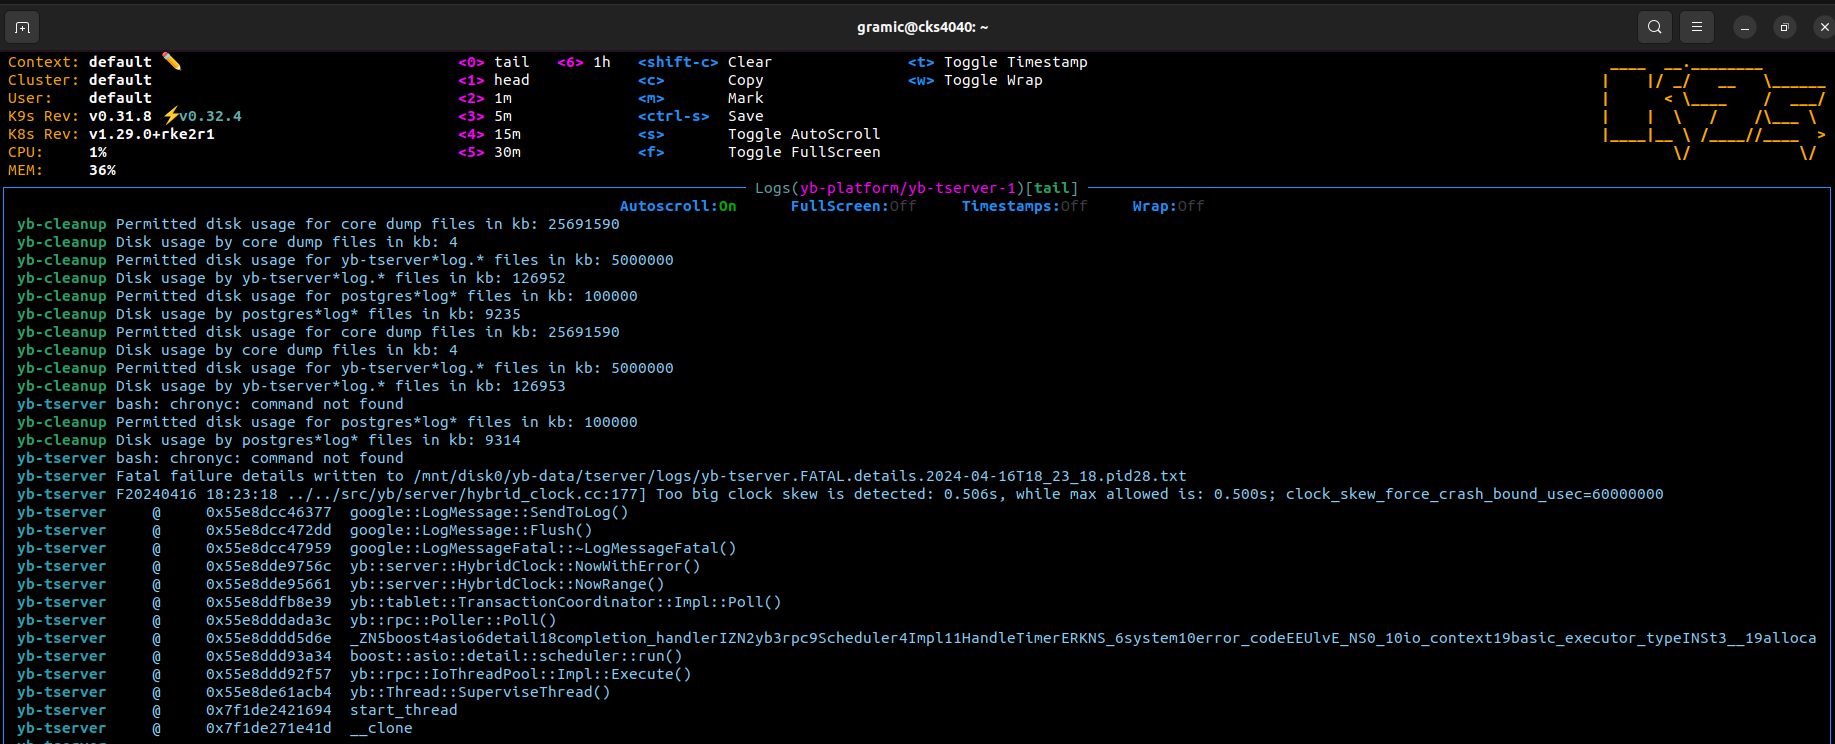 gramic@cks4040: ~
Context: default <0> tail <6> 1h <shift-c> Clear <t> Toggle Timestamp
Cluster: default <1> head <c> Copy <w> Toggle Wrap
User: default <2> 1m <m> Mark
K9s Rev: v0.31.8 ⚡v0.32.4 <3> 5m <ctrl-s> Save
K8s Rev: v1.29.0+rke2r1 <4> 15m <s> Toggle AutoScroll
CPU: 1% <5> 30m <f> Toggle FullScreen
MEM: 36%
Logs(yb-platform/yb-tserver-1)[tail]
Autoscroll:On FullScreen:Off Timestamps:Off Wrap:Off
yb-cleanup Permitted disk usage for core dump files in kb: 25691590
yb-cleanup Disk usage by core dump files in kb: 4
yb-cleanup Permitted disk usage for yb-tserver*log.* files in kb: 5000000
yb-cleanup Disk usage by yb-tserver*log.* files in kb: 126952
yb-cleanup Permitted disk usage for postgres*log* files in kb: 100000
yb-cleanup Disk usage by postgres*log* files in kb: 9235
yb-cleanup Permitted disk usage for core dump files in kb: 25691590
yb-cleanup Disk usage by core dump files in kb: 4
yb-cleanup Permitted disk usage for yb-tserver*log.* files in kb: 5000000
yb-cleanup Disk usage by yb-tserver*log.* files in kb: 126953
yb-tserver bash: chronyc: command not found
yb-cleanup Permitted disk usage for postgres*log* files in kb: 100000
yb-cleanup Disk usage by postgres*log* files in kb: 9314
yb-tserver bash: chronyc: command not found
yb-tserver Fatal failure details written to /mnt/disk0/yb-data/tserver/logs/yb-tserver.FATAL.details.2024-04-16T18_23_18.pid28.txt
yb-tserver F20240416 18:23:18 ../../src/yb/server/hybrid_clock.cc:177] Too big clock skew is detected: 0.506s, while max allowed is: 0.500s; clock_skew_force_crash_bound_usec=60000000
yb-tserver @ 0x55e8dcc46377 google::LogMessage::SendToLog()
yb-tserver @ 0x55e8dcc472dd google::LogMessage::Flush()
yb-tserver @ 0x55e8dcc47959 google::LogMessageFatal::~LogMessageFatal()
yb-tserver @ 0x55e8dde9756c yb::server::HybridClock::NowWithError()
yb-tserver @ 0x55e8dde95661 yb::server::HybridClock::NowRange()
yb-tserver @ 0x55e8ddfb8e39 yb::tablet::TransactionCoordinator::Impl::Poll()
yb-tserver @ 0x55e8dddada3c yb::rpc::Poller::Poll()
yb-tserver @ 0x55e8dddd5d6e _ZN5boost4asio6detail18completion_handlerIZN2yb3rpc9Scheduler4Impl11HandleTimerERKNS_6system10error_codeEEUlvE_NS0_10io_context19basic_executor_typeINSt3__19alloca
yb-tserver @ 0x55e8ddd93a34 boost::asio::detail::scheduler::run()
yb-tserver @ 0x55e8ddd92f57 yb::rpc::IoThreadPool::Impl::Execute()
yb-tserver @ 0x55e8de61acb4 yb::Thread::SuperviseThread()
yb-tserver @ 0x7f1de2421694 start_thread
yb-tserver @ 0x7f1de271e41d __clone